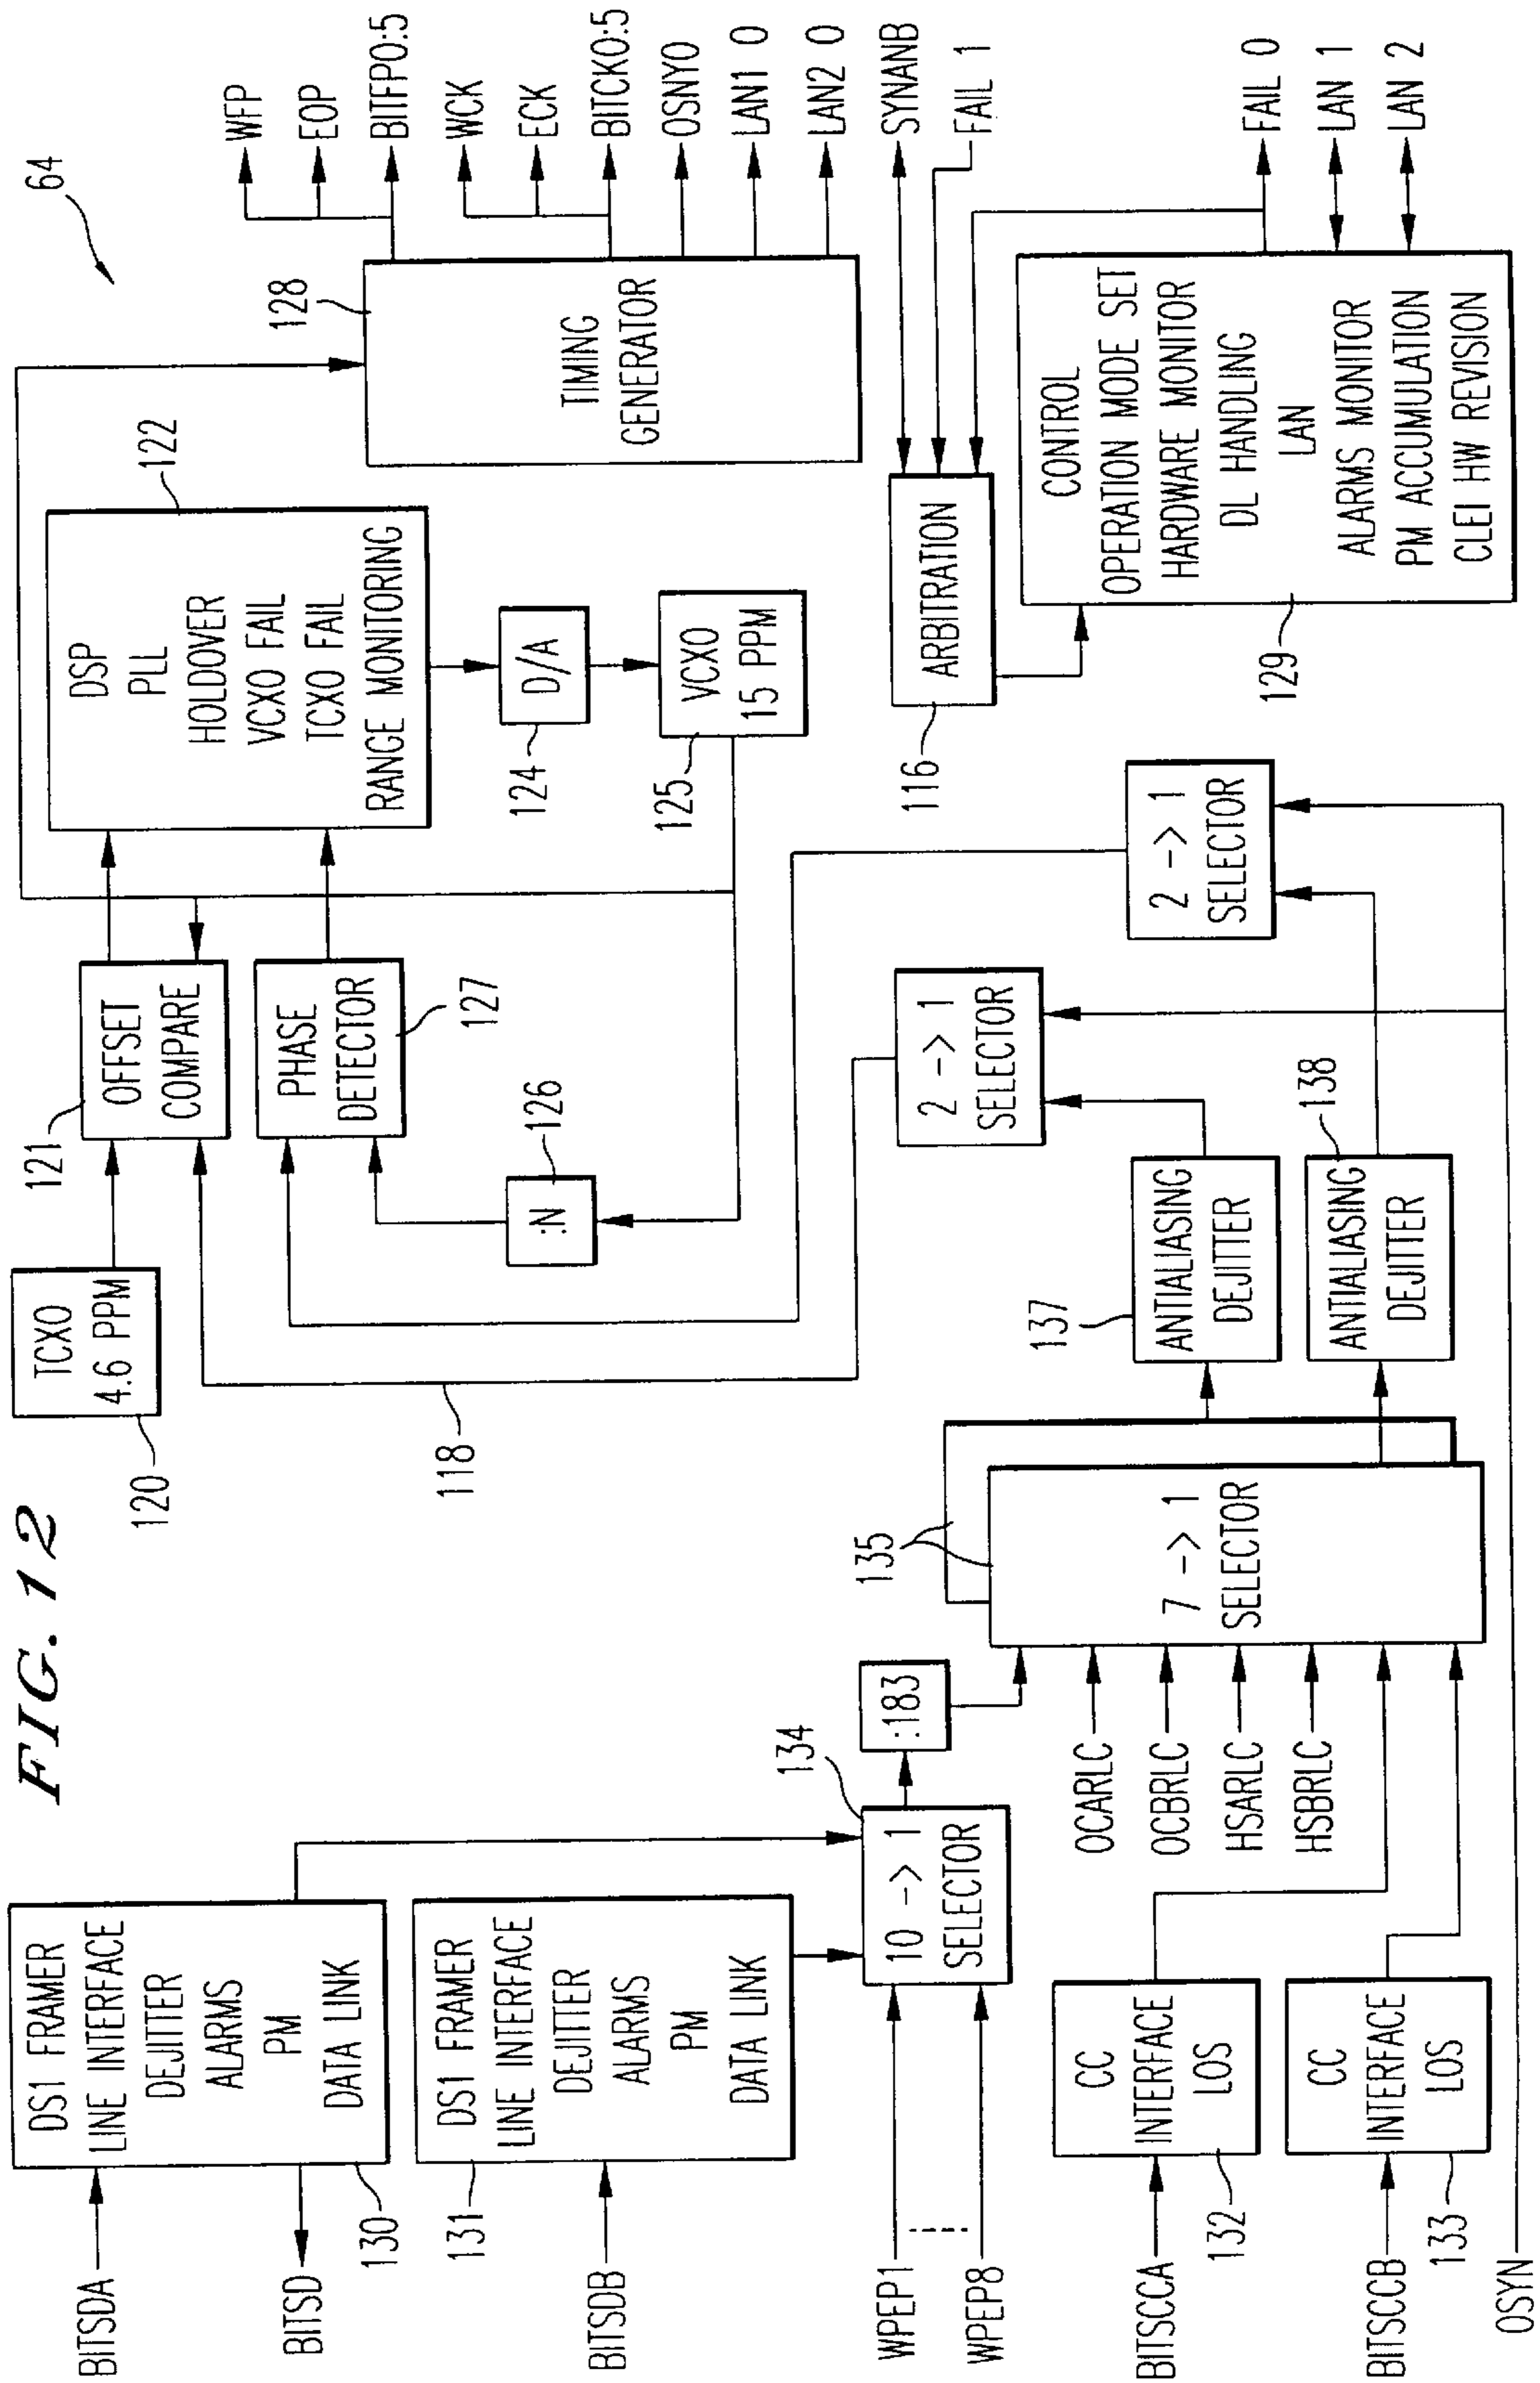 FIG. 12
64
BITSDA
BITSD
130
DS1 FRAMER
LINE INTERFACE
DEJITTER
ALARMS
PM
DATA LINK
BITSDB
131
DS1 FRAMER
LINE INTERFACE
DEJITTER
ALARMS
PM
DATA LINK
WPEP1
WPEP8
134
10 -> 1
SELECTOR
:183
BITSCCA
132
CC
INTERFACE
LOS
BITSCCB
133
CC
INTERFACE
LOS
OSYN
OCARLC
OCBRLC
HSARLC
HSBRLC
135
7 -> 1
SELECTOR
137
ANTIALIASING
DEJITTER
138
ANTIALIASING
DEJITTER
2 -> 1
SELECTOR
2 -> 1
SELECTOR
118
120
TCXO
4.6 PPM
121
OFFSET
COMPARE
PHASE
DETECTOR
127
:N
126
122
DSP
PLL
HOLDOVER
VCXO FAIL
TCXO FAIL
RANGE MONITORING
D/A
124
VCXO
15 PPM
125
128
TIMING
GENERATOR
WFP
EOP
BITFPO:5
WCK
ECK
BITCKO:5
OSNYO
LAN1 O
LAN2 O
SYNANB
FAIL 1
ARBITRATION
116
CONTROL
OPERATION MODE SET
HARDWARE MONITOR
DL HANDLING
LAN
ALARMS MONITOR
PM ACCUMULATION
CLEI HW REVISION
129
FAIL O
LAN 1
LAN 2